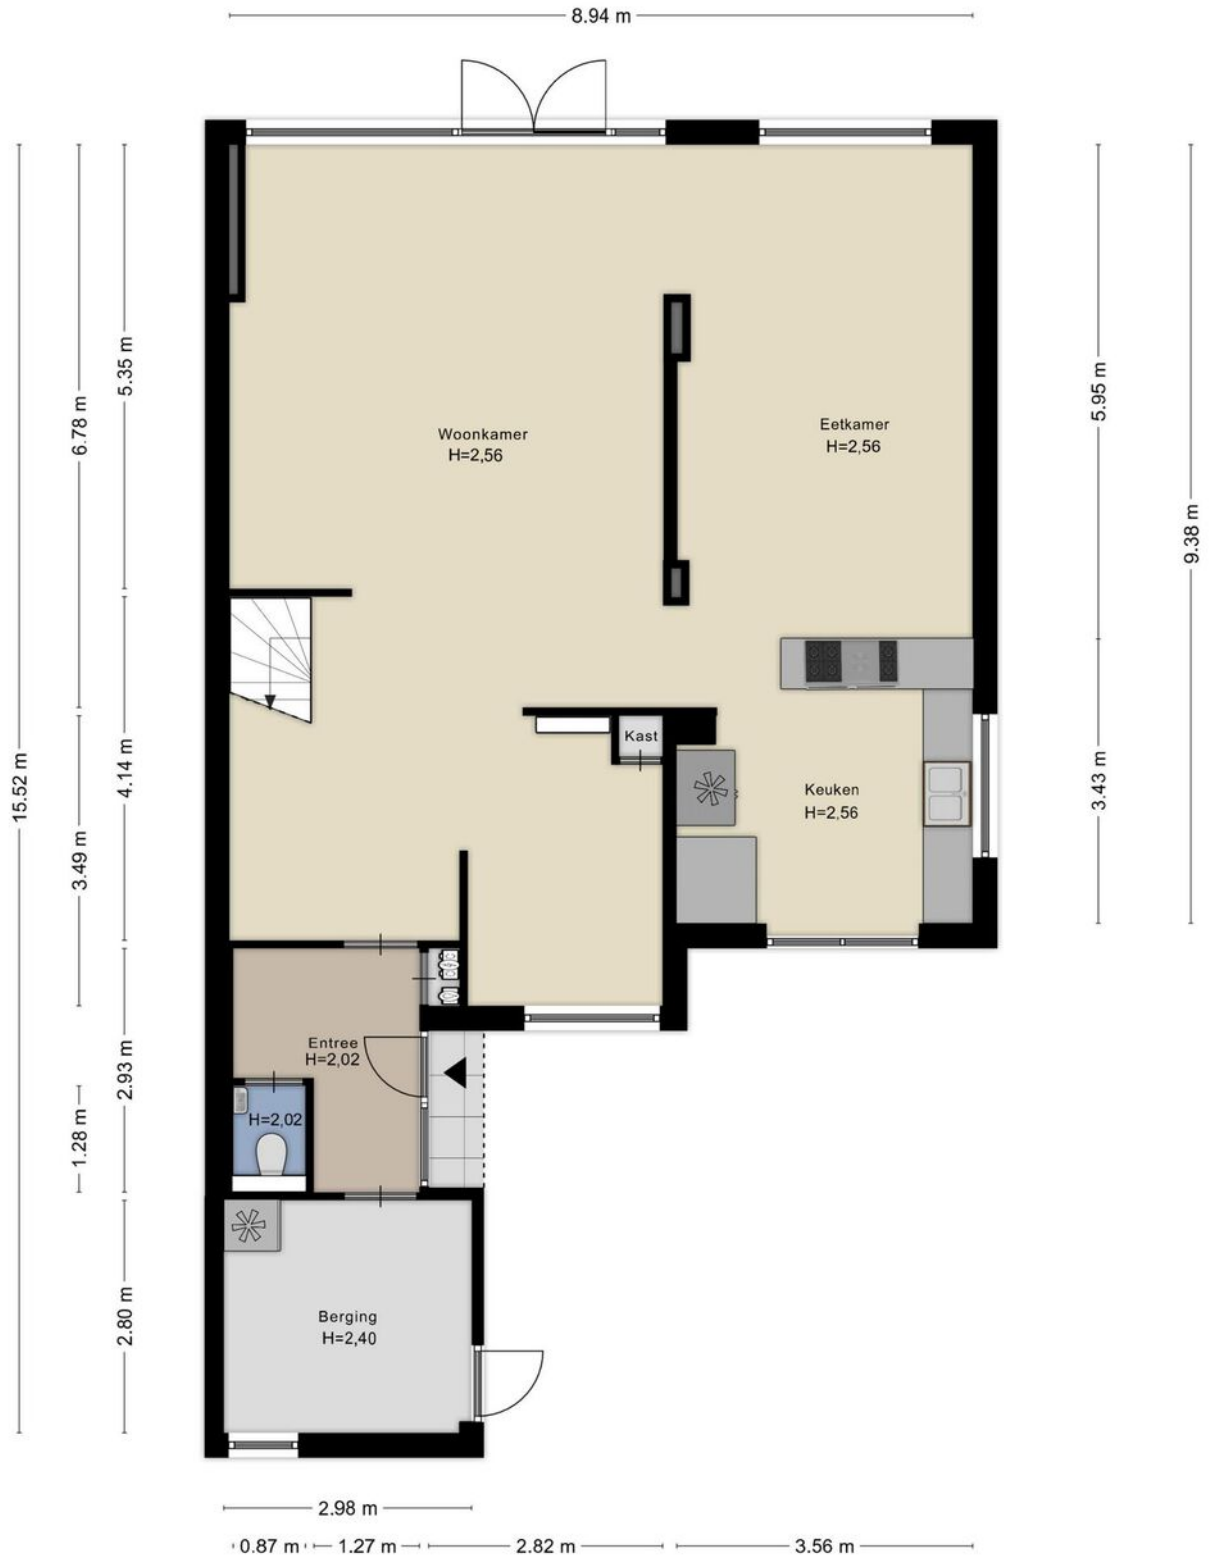 8.94 m
5.35 m
6.78 m
5.95 m
9.38 m
Woonkamer
H=2,56
Eetkamer
H=2,56
15.52 m
4.14 m
3.49 m
3.43 m
Kast
Keuken
H=2,56
2.93 m
1.28 m
Entree
H=2,02
H=2,02
2.80 m
Berging
H=2,40
2.98 m
0.87 m
1.27 m
2.82 m
3.56 m